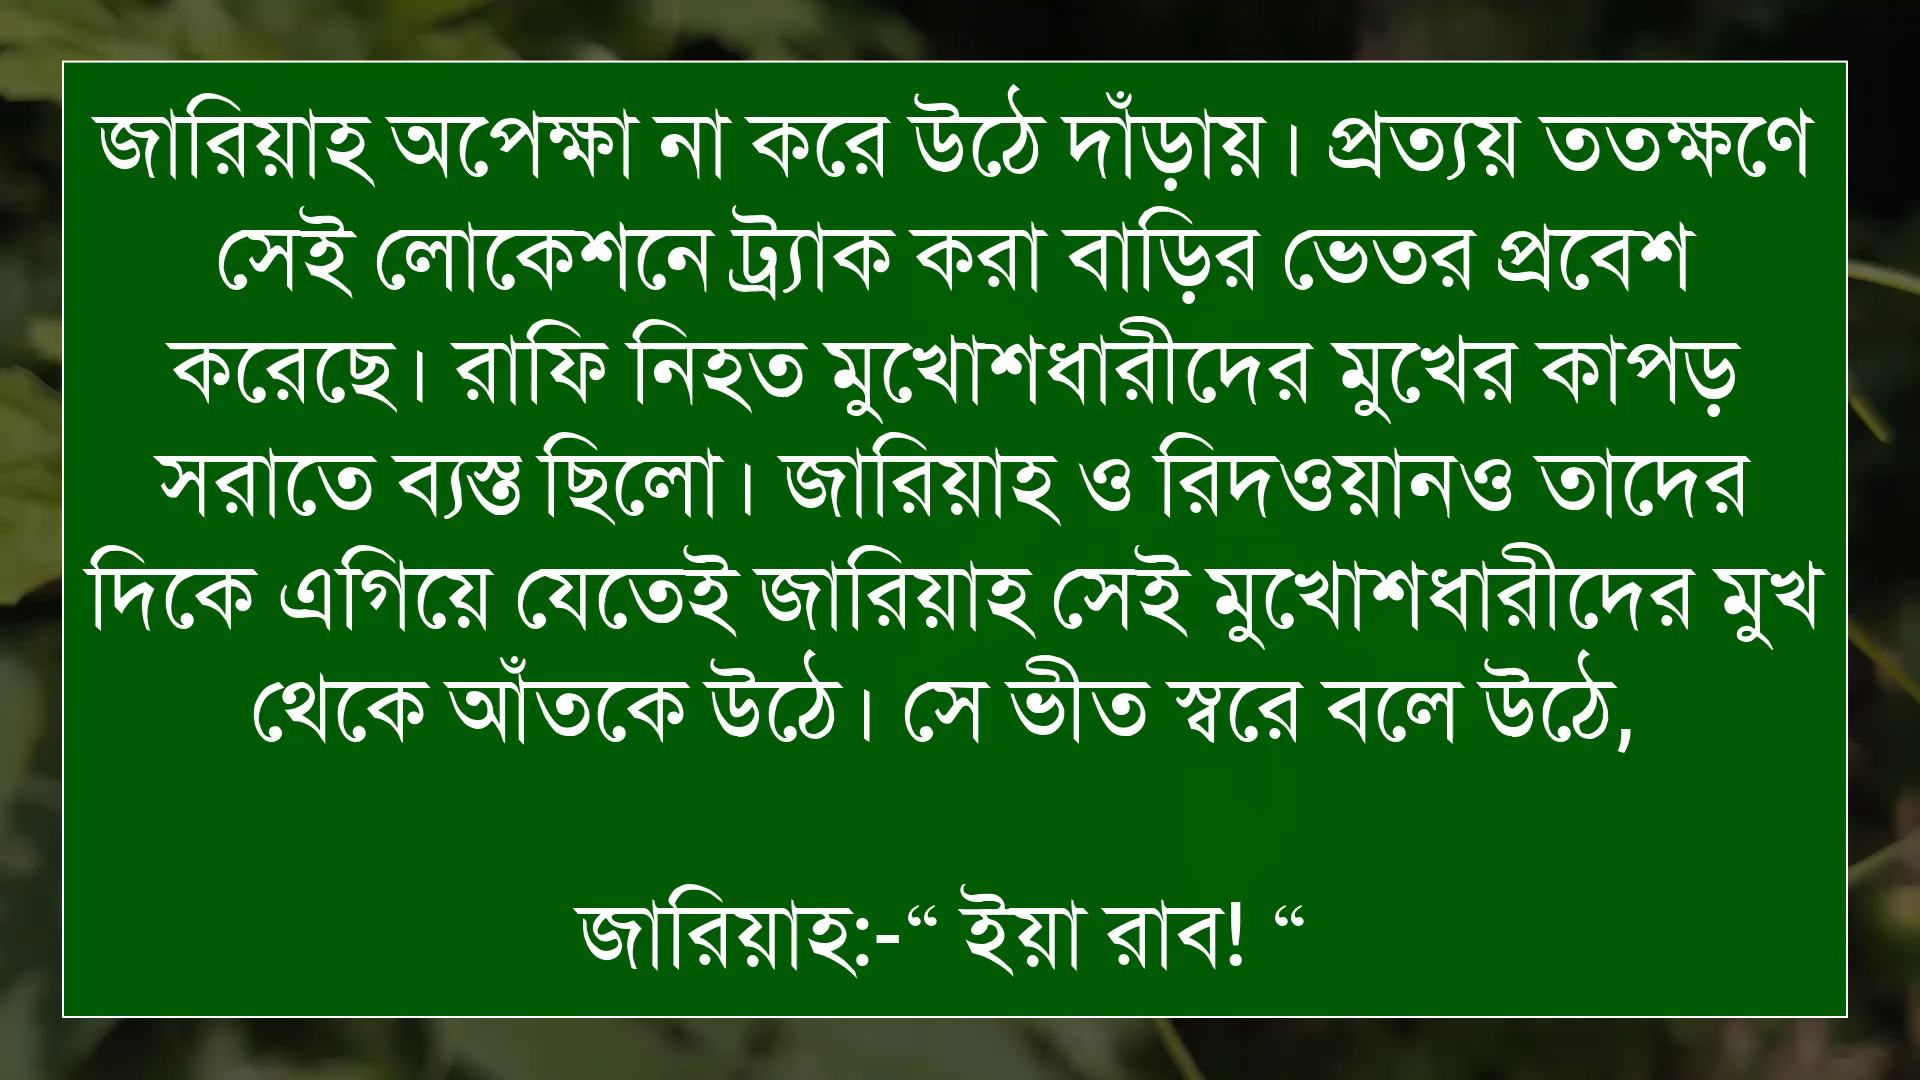 জারিয়াহ অপেক্ষা না করে উঠে দাঁড়ায়। প্রত্যয় ততক্ষণে
সেই লোকেশনে ট্র্যাক করা বাড়ির ভেতর প্রবেশ
করেছে। রাফি নিহত মুখোশধারীদের মুখের কাপড়
সরাতে ব্যস্ত ছিলো। জারিয়াহ ও রিদওয়ানও তাদের
দিকে এগিয়ে যেতেই জারিয়াহ সেই মুখোশধারীদের মুখ
থেকে আঁতকে উঠে। সে ভীত স্বরে বলে উঠে,
জারিয়াহ:-“ ইয়া রাব! “